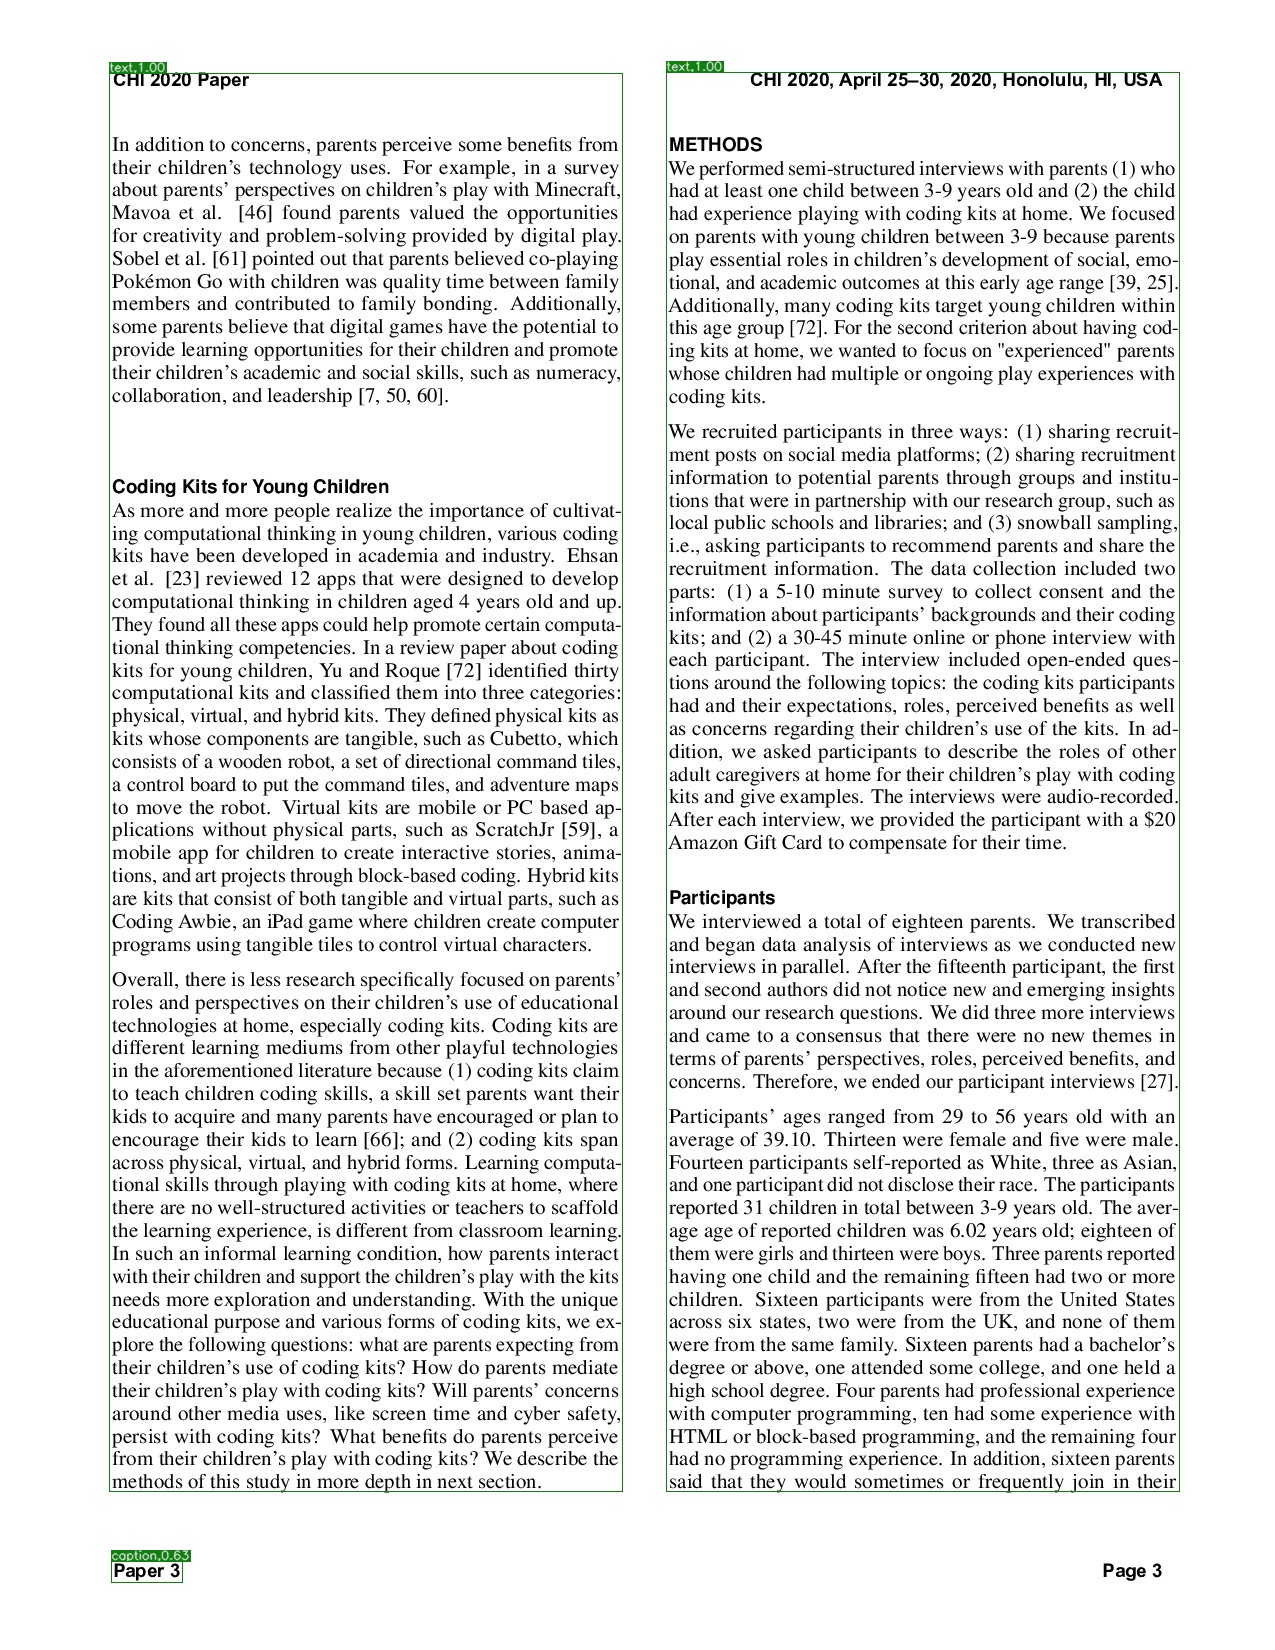 text,1.00
CHI 2020 Paper
In addition to concerns, parents perceive some benefits from
their children's technology uses. For example, in a survey
about parents' perspectives on children's play with Minecraft,
Mavoa et al. [46] found parents valued the opportunities
for creativity and problem-solving provided by digital play.
Sobel et al. [61] pointed out that parents believed co-playing
Pokémon Go with children was quality time between family
members and contributed to family bonding. Additionally,
some parents believe that digital games have the potential to
provide learning opportunities for their children and promote
their children's academic and social skills, such as numeracy,
collaboration, and leadership [7, 50, 60].
Coding Kits for Young Children
As more and more people realize the importance of cultivat-
ing computational thinking in young children, various coding
kits have been developed in academia and industry. Ehsan
et al. [23] reviewed 12 apps that were designed to develop
computational thinking in children aged 4 years old and up.
They found all these apps could help promote certain computa-
tional thinking competencies. In a review paper about coding
kits for young children, Yu and Roque [72] identified thirty
computational kits and classified them into three categories:
physical, virtual, and hybrid kits. They defined physical kits as
kits whose components are tangible, such as Cubetto, which
consists of a wooden robot, a set of directional command tiles,
a control board to put the command tiles, and adventure maps
to move the robot. Virtual kits are mobile or PC based ap-
plications without physical parts, such as ScratchJr [59], a
mobile app for children to create interactive stories, anima-
tions, and art projects through block-based coding. Hybrid kits
are kits that consist of both tangible and virtual parts, such as
Coding Awbie, an iPad game where children create computer
programs using tangible tiles to control virtual characters.
Overall, there is less research specifically focused on parents'
roles and perspectives on their children's use of educational
technologies at home, especially coding kits. Coding kits are
different learning mediums from other playful technologies
in the aforementioned literature because (1) coding kits claim
to teach children coding skills, a skill set parents want their
kids to acquire and many parents have encouraged or plan to
encourage their kids to learn [66]; and (2) coding kits span
across physical, virtual, and hybrid forms. Learning computa-
tional skills through playing with coding kits at home, where
there are no well-structured activities or teachers to scaffold
the learning experience, is different from classroom learning.
In such an informal learning condition, how parents interact
with their children and support the children's play with the kits
needs more exploration and understanding. With the unique
educational purpose and various forms of coding kits, we ex-
plore the following questions: what are parents expecting from
their children's use of coding kits? How do parents mediate
their children's play with coding kits? Will parents' concerns
around other media uses, like screen time and cyber safety,
persist with coding kits? What benefits do parents perceive
from their children's play with coding kits? We describe the
methods of this study in more depth in next section.
text,1.00
CHI 2020, April 25–30, 2020, Honolulu, HI, USA
METHODS
We performed semi-structured interviews with parents (1) who
had at least one child between 3-9 years old and (2) the child
had experience playing with coding kits at home. We focused
on parents with young children between 3-9 because parents
play essential roles in children's development of social, emo-
tional, and academic outcomes at this early age range [39, 25].
Additionally, many coding kits target young children within
this age group [72]. For the second criterion about having cod-
ing kits at home, we wanted to focus on "experienced" parents
whose children had multiple or ongoing play experiences with
coding kits.
We recruited participants in three ways: (1) sharing recruit-
ment posts on social media platforms; (2) sharing recruitment
information to potential parents through groups and institu-
tions that were in partnership with our research group, such as
local public schools and libraries; and (3) snowball sampling,
i.e., asking participants to recommend parents and share the
recruitment information. The data collection included two
parts: (1) a 5-10 minute survey to collect consent and the
information about participants' backgrounds and their coding
kits; and (2) a 30-45 minute online or phone interview with
each participant. The interview included open-ended ques-
tions around the following topics: the coding kits participants
had and their expectations, roles, perceived benefits as well
as concerns regarding their children's use of the kits. In ad-
dition, we asked participants to describe the roles of other
adult caregivers at home for their children's play with coding
kits and give examples. The interviews were audio-recorded.
After each interview, we provided the participant with a $20
Amazon Gift Card to compensate for their time.
Participants
We interviewed a total of eighteen parents. We transcribed
and began data analysis of interviews as we conducted new
interviews in parallel. After the fifteenth participant, the first
and second authors did not notice new and emerging insights
around our research questions. We did three more interviews
and came to a consensus that there were no new themes in
terms of parents' perspectives, roles, perceived benefits, and
concerns. Therefore, we ended our participant interviews [27].
Participants' ages ranged from 29 to 56 years old with an
average of 39.10. Thirteen were female and five were male.
Fourteen participants self-reported as White, three as Asian,
and one participant did not disclose their race. The participants
reported 31 children in total between 3-9 years old. The aver-
age age of reported children was 6.02 years old; eighteen of
them were girls and thirteen were boys. Three parents reported
having one child and the remaining fifteen had two or more
children. Sixteen participants were from the United States
across six states, two were from the UK, and none of them
were from the same family. Sixteen parents had a bachelor's
degree or above, one attended some college, and one held a
high school degree. Four parents had professional experience
with computer programming, ten had some experience with
HTML or block-based programming, and the remaining four
had no programming experience. In addition, sixteen parents
said that they would sometimes or frequently join in their
caption,0.63
Paper 3
Page 3